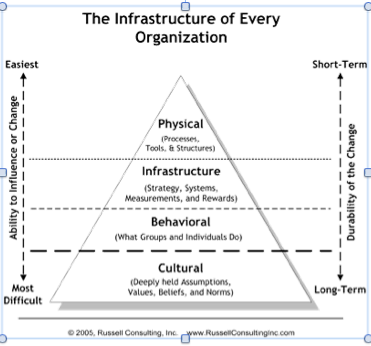 The Infrastructure of Every
Organization
Easiest
Short-Term
Ability to Influence or Change
Durability of the Change
Physical
(Processes,
Tools, & Structures)
Infrastructure
(Strategy, Systems,
Measurements, and Rewards)
Behavioral
(What Groups and Individuals Do)
Cultural
(Deeply held Assumptions,
Values, Beliefs, and Norms)
Most
Difficult
Long-Term
© 2005, Russell Consulting, Inc. www.RussellConsultingInc.com